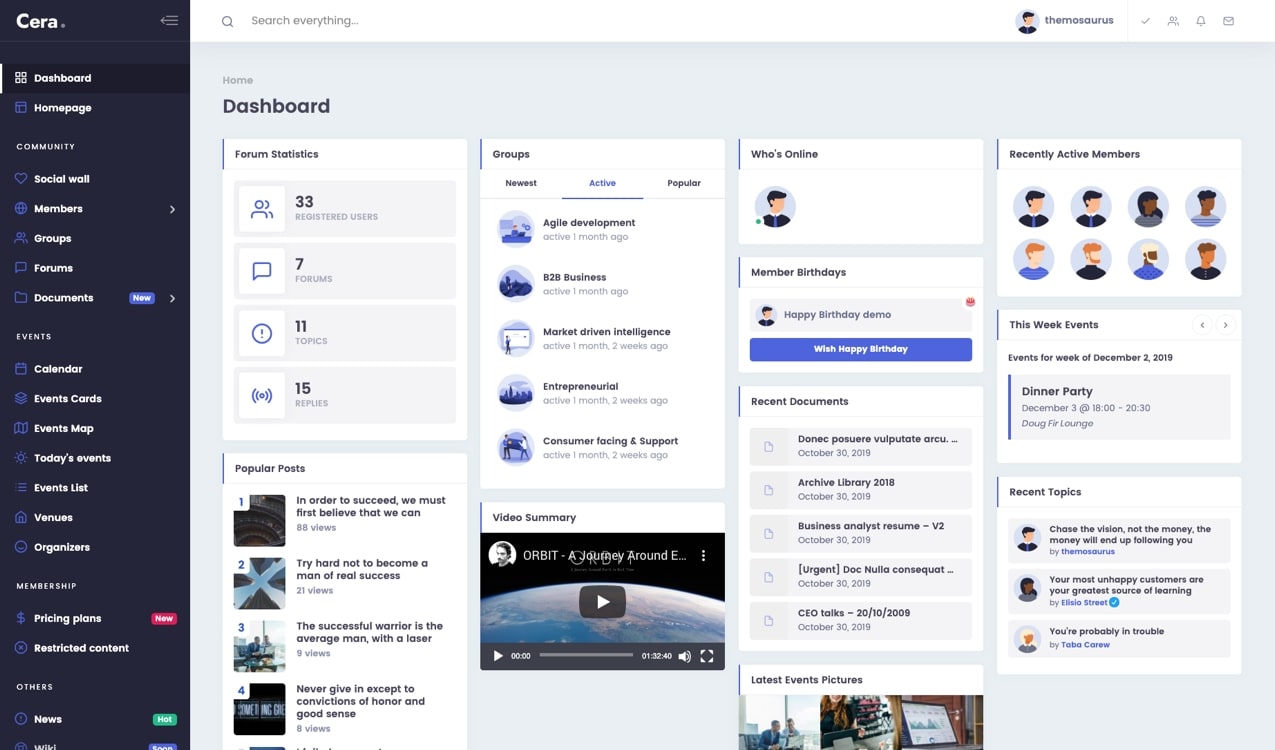 Cera.
Search everything...
themosaurus
Dashboard
Homepage
COMMUNITY
Social wall
Members
Groups
Forums
Documents New
EVENTS
Calendar
Events Cards
Events Map
Today's events
Events List
Venues
Organizers
MEMBERSHIP
Pricing plans New
Restricted content
OTHERS
News Hot
Wiki Soon
Home
Dashboard
Forum Statistics
33
REGISTERED USERS
7
FORUMS
11
TOPICS
15
REPLIES
Popular Posts
1
In order to succeed, we must
first believe that we can
88 views
2
Try hard not to become a
man of real success
21 views
3
The successful warrior is the
average man, with a laser
9 views
4
Never give in except to
convictions of honor and
good sense
8 views
Groups
Newest Active Popular
Agile development
active 1 month ago
B2B Business
active 1 month ago
Market driven intelligence
active 1 month, 2 weeks ago
Entrepreneurial
active 1 month, 2 weeks ago
Consumer facing & Support
active 1 month, 2 weeks ago
Video Summary
ORBIT - A Journey Around E...
ORBIT
00:00 01:32:40
Who's Online
Member Birthdays
Happy Birthday demo
Wish Happy Birthday
Recent Documents
Donec posuere vulputate arcu. ...
October 30, 2019
Archive Library 2018
October 30, 2019
Business analyst resume – V2
October 30, 2019
[Urgent] Doc Nulla consequat ...
October 30, 2019
CEO talks – 20/10/2009
October 30, 2019
Latest Events Pictures
Recently Active Members
This Week Events
Events for week of December 2, 2019
Dinner Party
December 3 @ 18:00 - 20:30
Doug Fir Lounge
Recent Topics
Chase the vision, not the money, the
money will end up following you
by themosaurus
Your most unhappy customers are
your greatest source of learning
by Elisio Street
You're probably in trouble
by Taba Carew